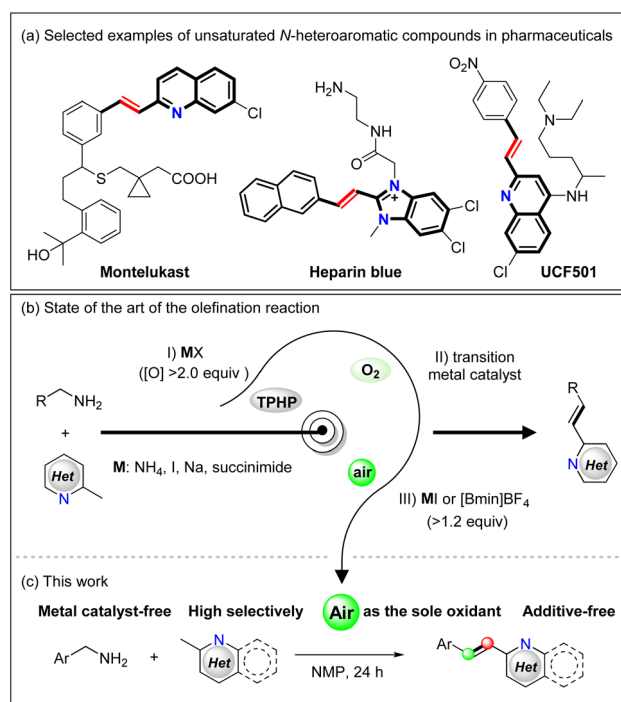 (a) Selected examples of unsaturated N-heteroaromatic compounds in pharmaceuticals
N
Cl
S
COOH
HO
Montelukast
H2N
NH
O
N
+
N
Cl
Cl
Heparin blue
O2N
N
N
NH
Cl
UCF501
(b) State of the art of the olefination reaction
I) MX
([O] >2.0 equiv )
TPHP
O2
II) transition
metal catalyst
R NH2
+
Het
N
M: NH4, I, Na, succinimide
air
III) MI or [Bmin]BF4
(>1.2 equiv)
R
N Het
(c) This work
Metal catalyst-free High selectively Air as the sole oxidant Additive-free
Ar NH2 + N Het NMP, 24 h Ar N Het